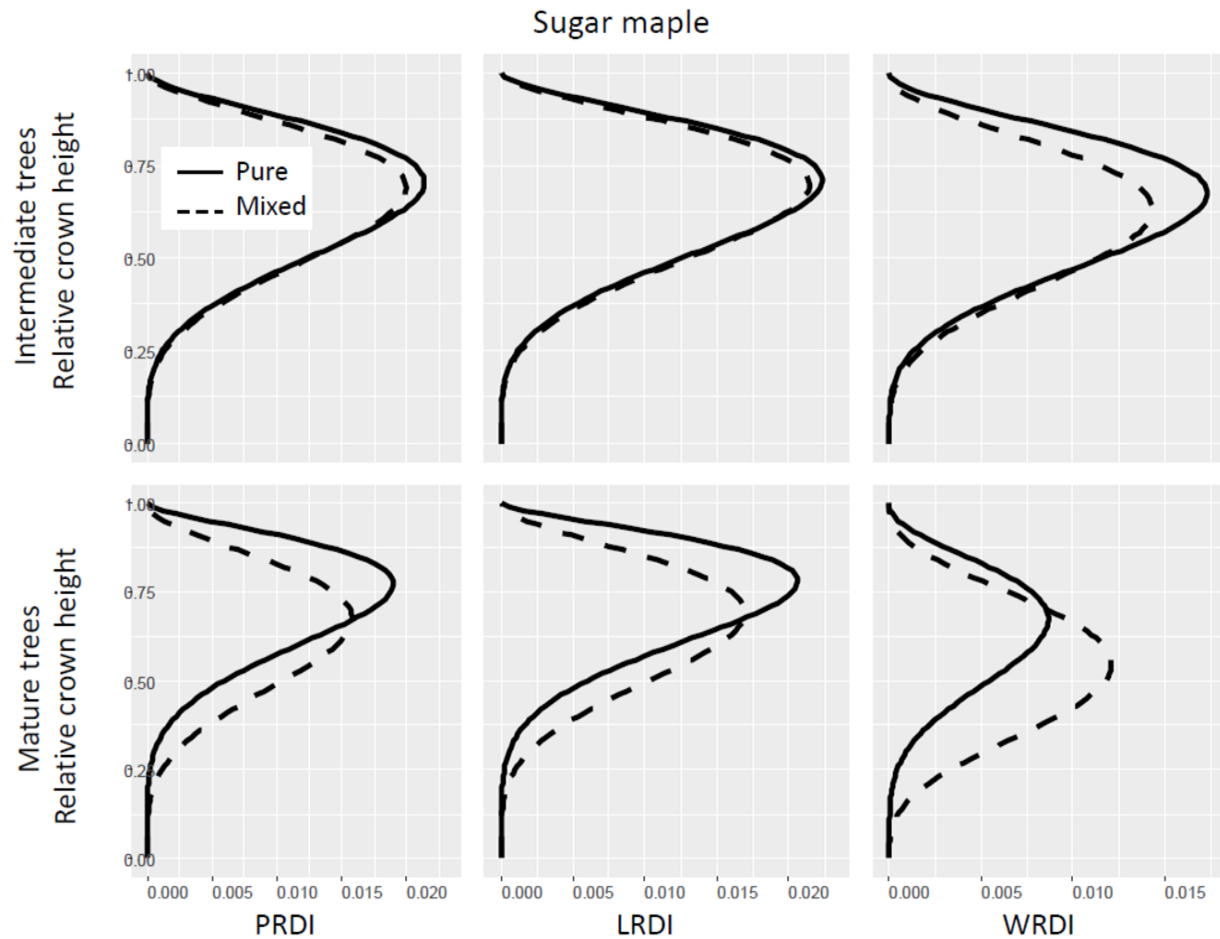 Sugar maple
Intermediate trees
Relative crown height
1.00
0.75
0.50
0.25
0.00
Pure
Mixed
Mature trees
Relative crown height
1.00
0.75
0.50
0.25
0.00
0.000 0.005 0.010 0.015 0.020
0.000 0.005 0.010 0.015 0.020
0.000 0.005 0.010 0.015
PRDI
LRDI
WRDI